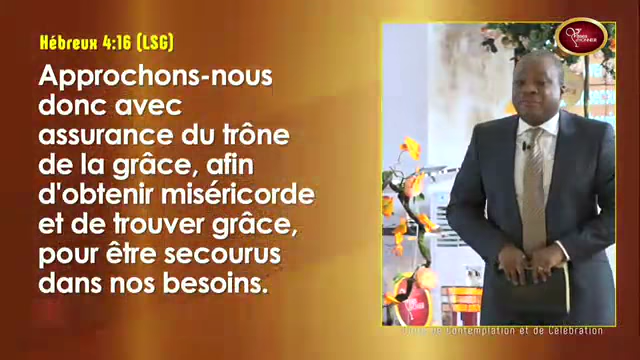 Hébreux 4:16 (LSG)
Approchons-nous
donc avec
assurance du trône
de la grâce, afin
d'obtenir miséricorde
et de trouver grâce,
pour être secourus
dans nos besoins.
Contemplation et de Célébration